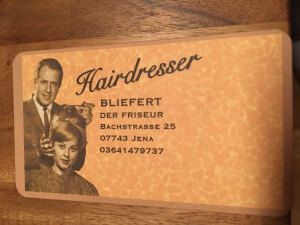 Hairdresser
BLIEFERT
DER FRISEUR
BACHSTRASSE 25
07743 JENA
03641479737